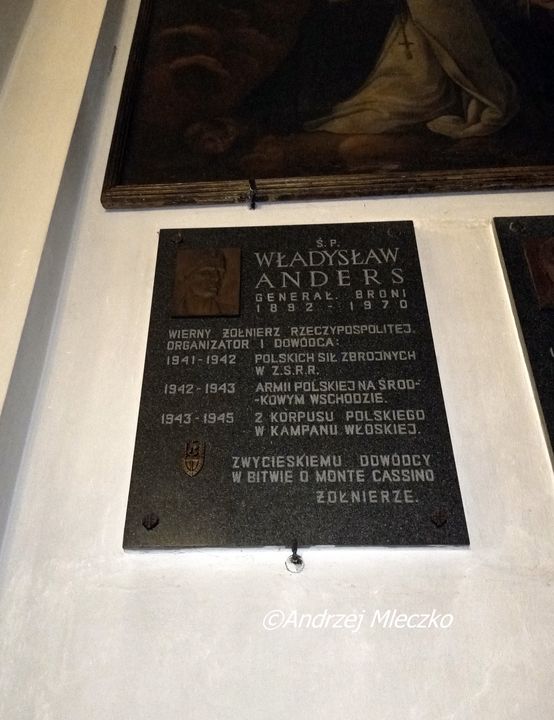 Ś. P.
WŁADYSŁAW
ANDERS
GENERAŁ BRONI
1892 - 1970
WIERNY ŻOŁNIERZ RZECZYPOSPOLITEJ,
ORGANIZATOR I DOWÓDCA:
1941-1942 POLSKICH SIŁ ZBROJNYCH
W Z.S.R.R.
1942-1943 ARMII POLSKIEJ NA ŚROD-
-KOWYM WSCHODZIE.
1943-1945 2 KORPUSU POLSKIEGO
W KAMPANII WŁOSKIEJ.
ZWYCIESKIEMU DOWÓDCY
W BITWIE O MONTE CASSINO
ŻOŁNIERZE.
©Andrzej Mleczko